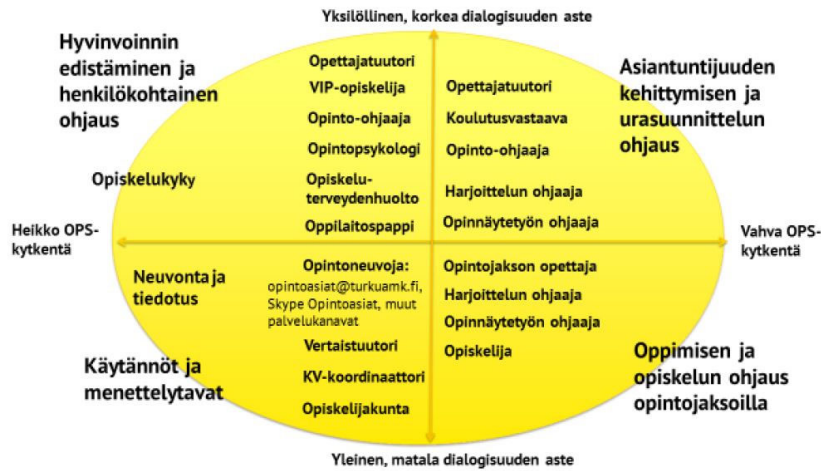 Yksilöllinen, korkea dialogisuuden aste
Hyvinvoinnin
edistäminen ja
henkilökohtainen
ohjaus
Opiskelukyky
Opettajatuutori
VIP-opiskelija
Opinto-ohjaaja
Opintopsykologi
Opiskelu-
terveydenhuolto
Oppilaitospappi
Opettajatuutori
Koulutusvastaava
Opinto-ohjaaja
Harjoittelun ohjaaja
Opinnäytetyön ohjaaja
Asiantuntijuuden
kehittymisen ja
urasuunnittelun
ohjaus
Heikko OPS-
kytkentä
Vahva OPS-
kytkentä
Neuvonta ja
tiedotus
Käytännöt ja
menettelytavat
Opintoneuvoja:
opintoasiat@turkuamk.fi,
Skype Opintoasiat, muut
palvelukanavat
Vertaistuutori
KV-koordinaattori
Opiskelijakunta
Opintojakson opettaja
Harjoittelun ohjaaja
Opinnäytetyön ohjaaja
Opiskelija
Oppimisen ja
opiskelun ohjaus
opintojaksoilla
Yleinen, matala dialogisuuden aste